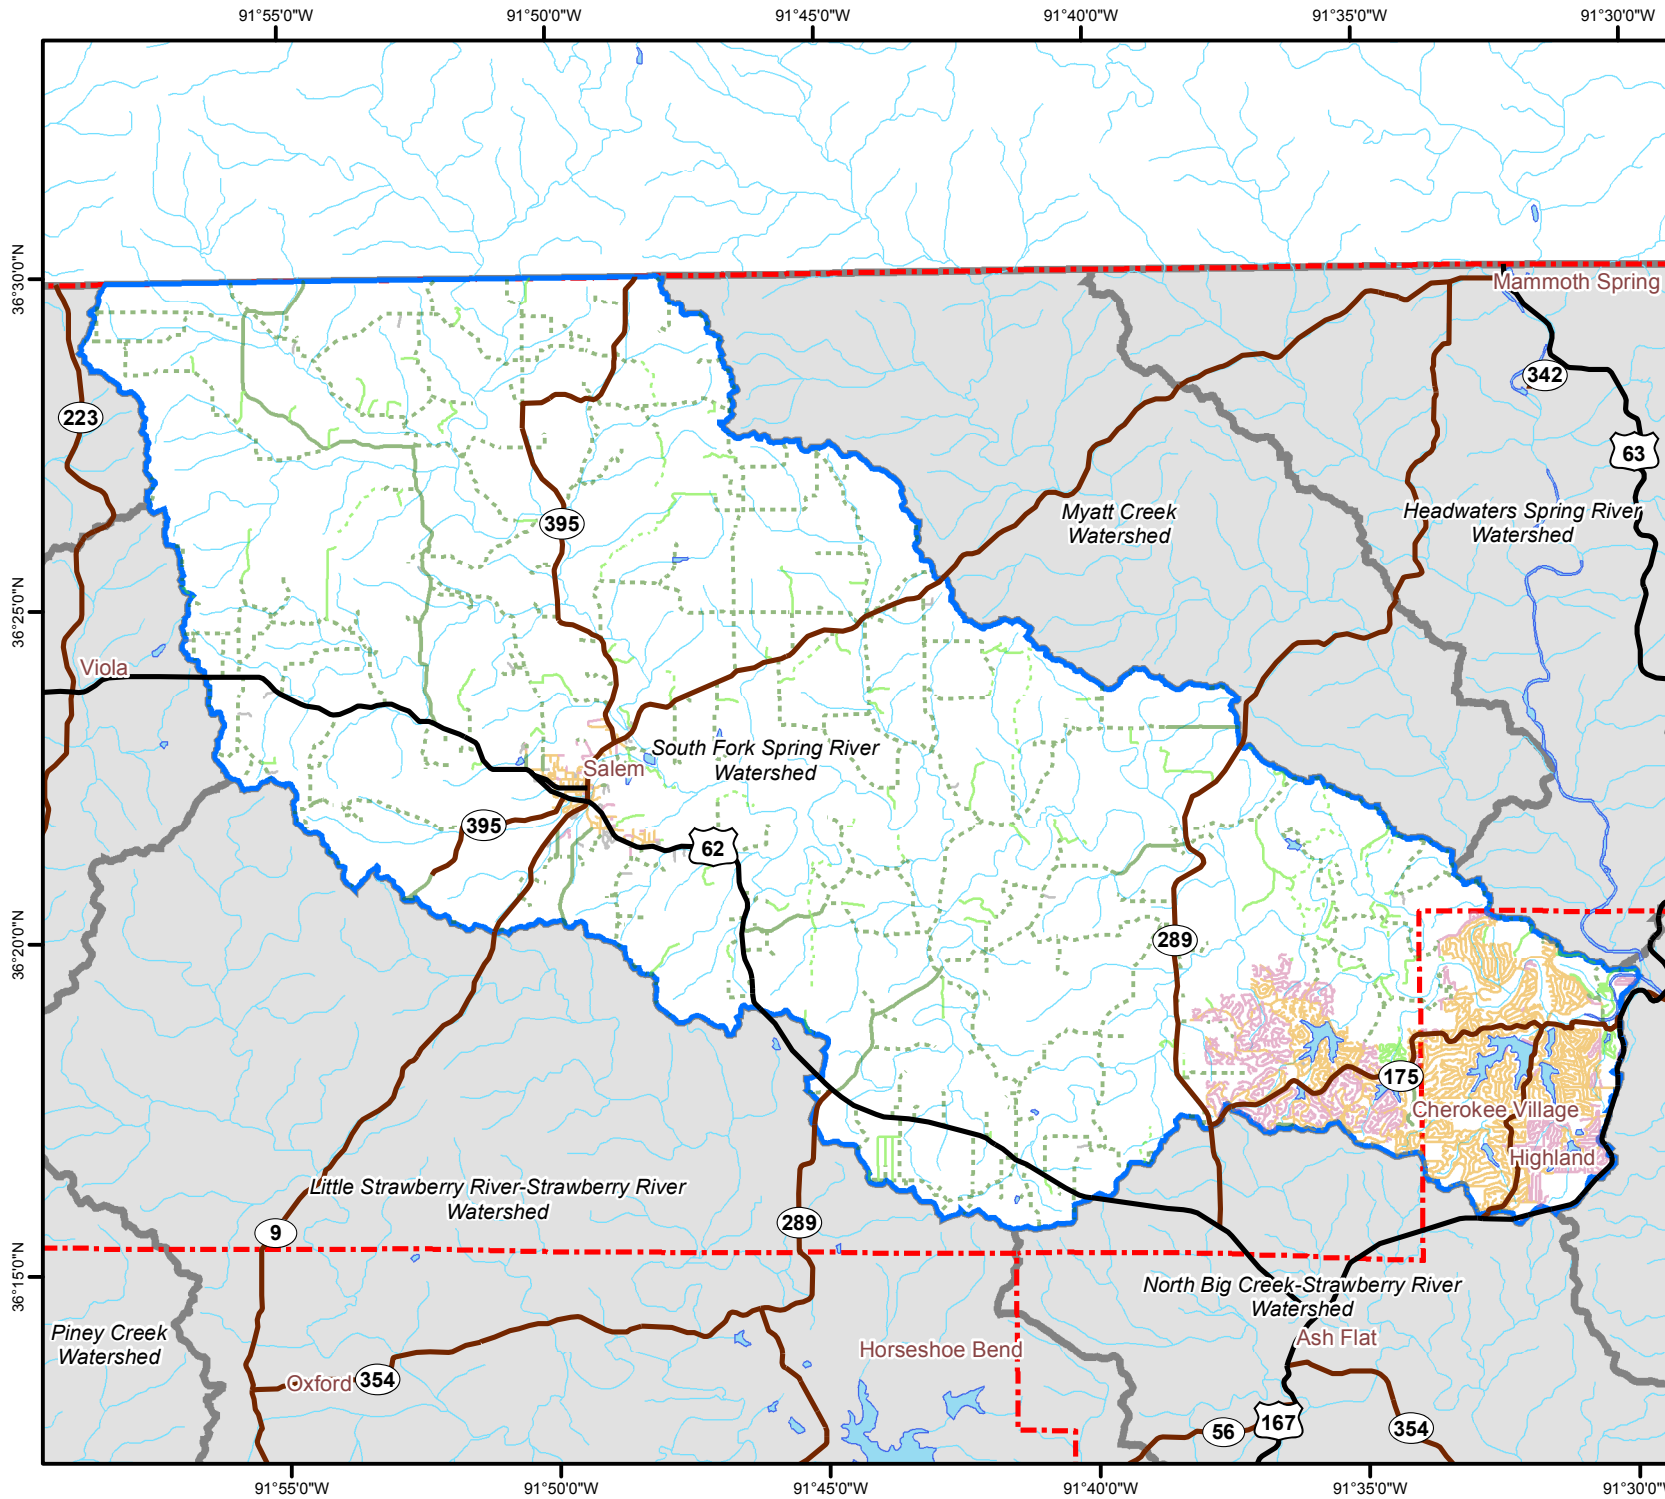 91°55'0"W
91°50'0"W
91°45'0"W
91°40'0"W
91°35'0"W
91°30'0"W
36°30'0"N
Mammoth Spring
342
223
63
395
Myatt Creek
Watershed
Headwaters Spring River
Watershed
36°25'0"N
Viola
South Fork Spring River
Watershed
Salem
395
62
36°20'0"N
289
175
Cherokee Village
Highland
Little Strawberry River-Strawberry River
Watershed
9
289
36°15'0"N
North Big Creek-Strawberry River
Watershed
Piney Creek
Watershed
Ash Flat
Horseshoe Bend
Oxford
354
56
167
354
91°55'0"W
91°50'0"W
91°45'0"W
91°40'0"W
91°35'0"W
91°30'0"W